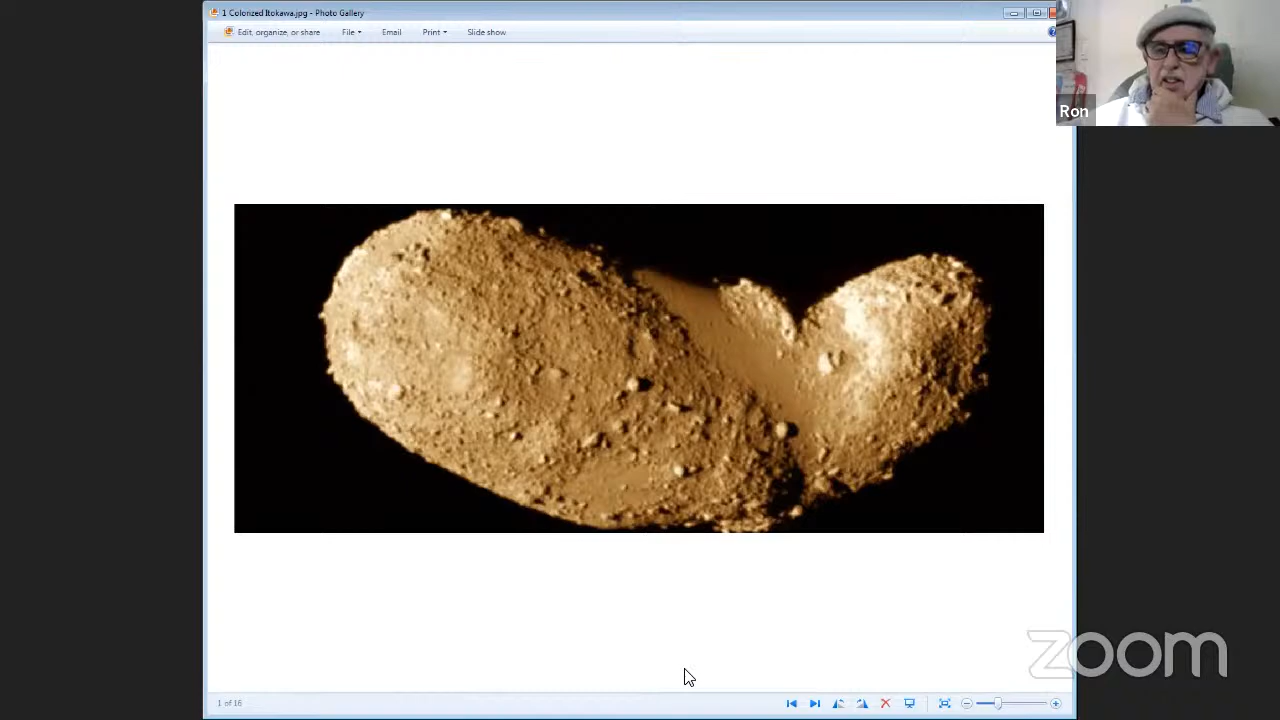 1 Colorized Itokawa.jpg - Photo Gallery
Edit, organize, or share File Email Print Slide show
Ron
zoom
1 of 16